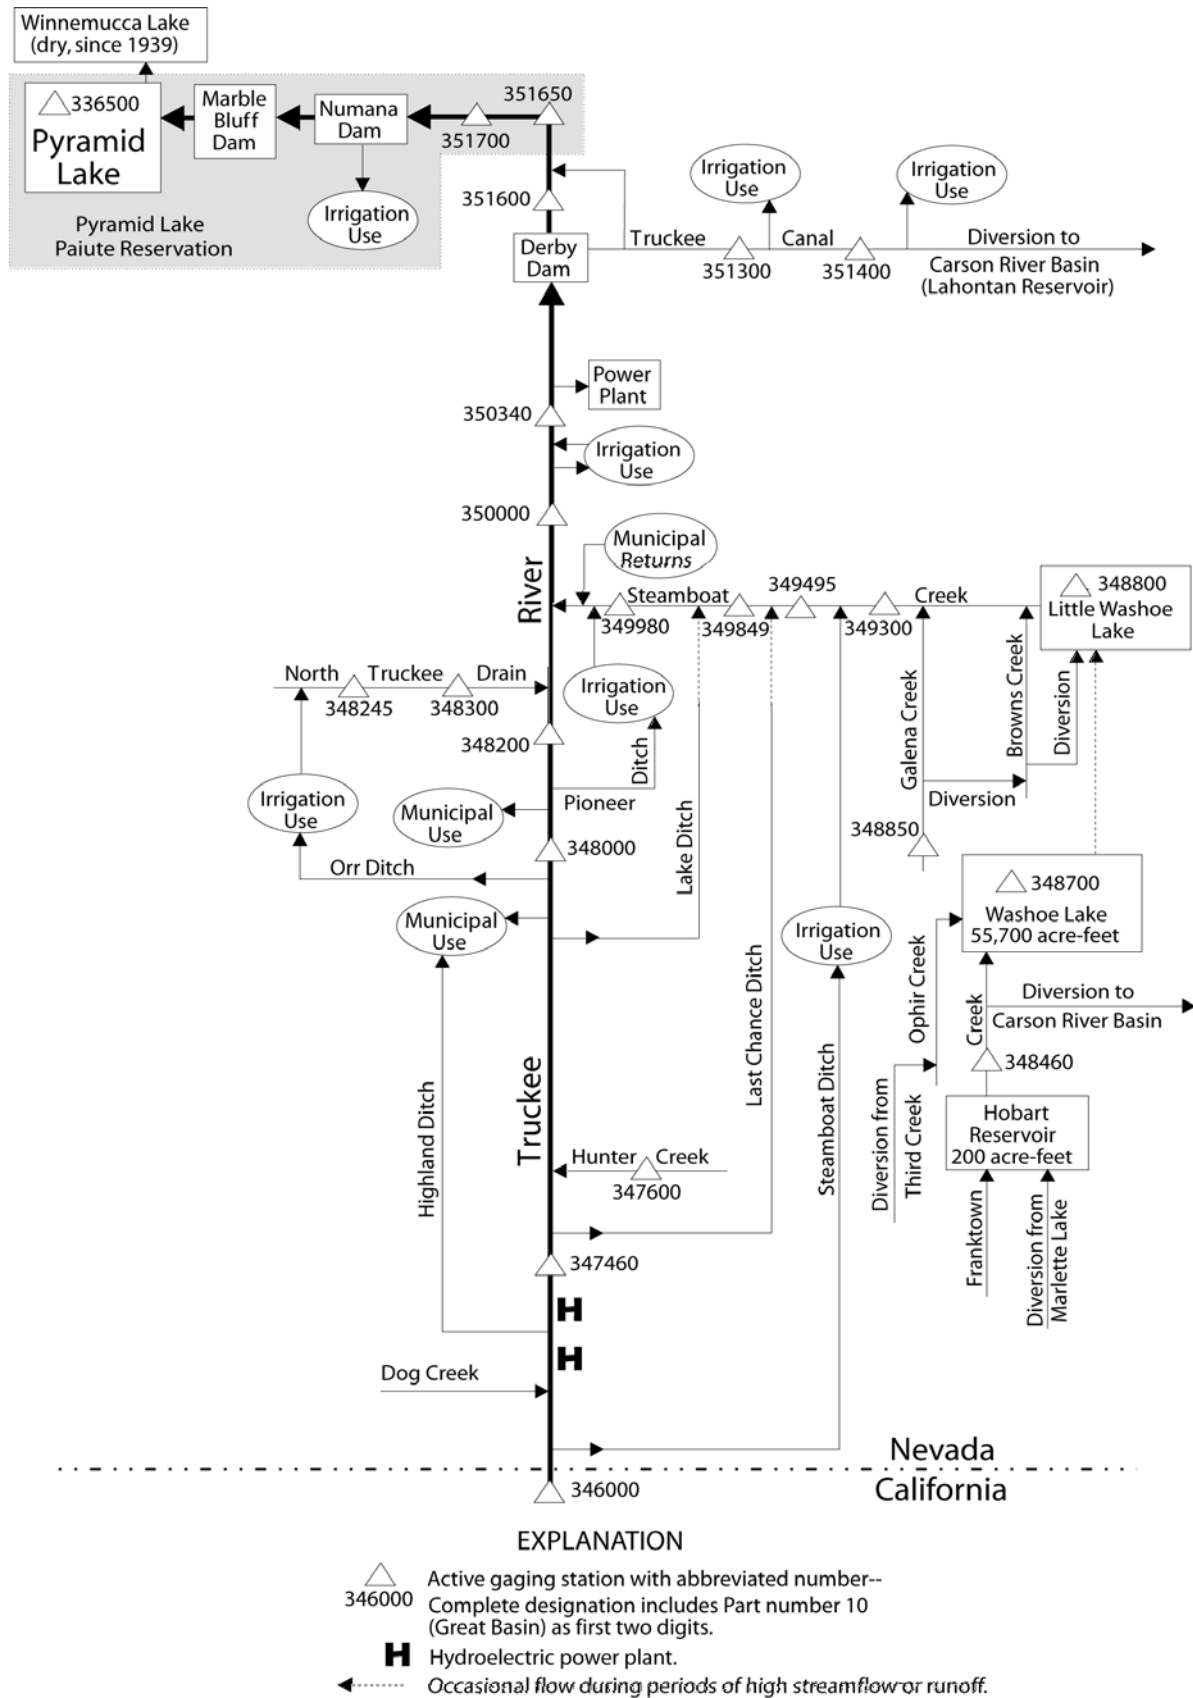 Winnemucca Lake
(dry, since 1939)
336500
Pyramid
Lake
Marble
Bluff
Dam
Numana
Dam
351700
351650
Irrigation
Use
Pyramid Lake
Paiute Reservation
351600
Derby
Dam
Irrigation
Use
Irrigation
Use
Truckee
351300
Canal
351400
Diversion to
Carson River Basin
(Lahontan Reservoir)
Power
Plant
350340
Irrigation
Use
350000
Municipal
Returns
River
Steamboat
349980
349849
349495
349300
Creek
348800
Little Washoe
Lake
North
Truckee
Drain
348245
348300
Irrigation
Use
348200
Ditch
Pioneer
Galena Creek
Browns Creek
Diversion
Diversion
Irrigation
Use
Municipal
Use
348000
348850
Orr Ditch
Lake Ditch
348700
Washoe Lake
55,700 acre-feet
Municipal
Use
Irrigation
Use
Ophir Creek
Creek
Diversion to
Carson River Basin
348460
Last Chance Ditch
Steamboat Ditch
Highland Ditch
Truckee
Diversion from
Third Creek
Hobart
Reservoir
200 acre-feet
Hunter
Creek
347600
Franktown
Diversion from
Marlette Lake
347460
H
H
Dog Creek
Nevada
California
346000
EXPLANATION
346000
Active gaging station with abbreviated number--
Complete designation includes Part number 10
(Great Basin) as first two digits.
H Hydroelectric power plant.
Occasional flow during periods of high streamflow or runoff.